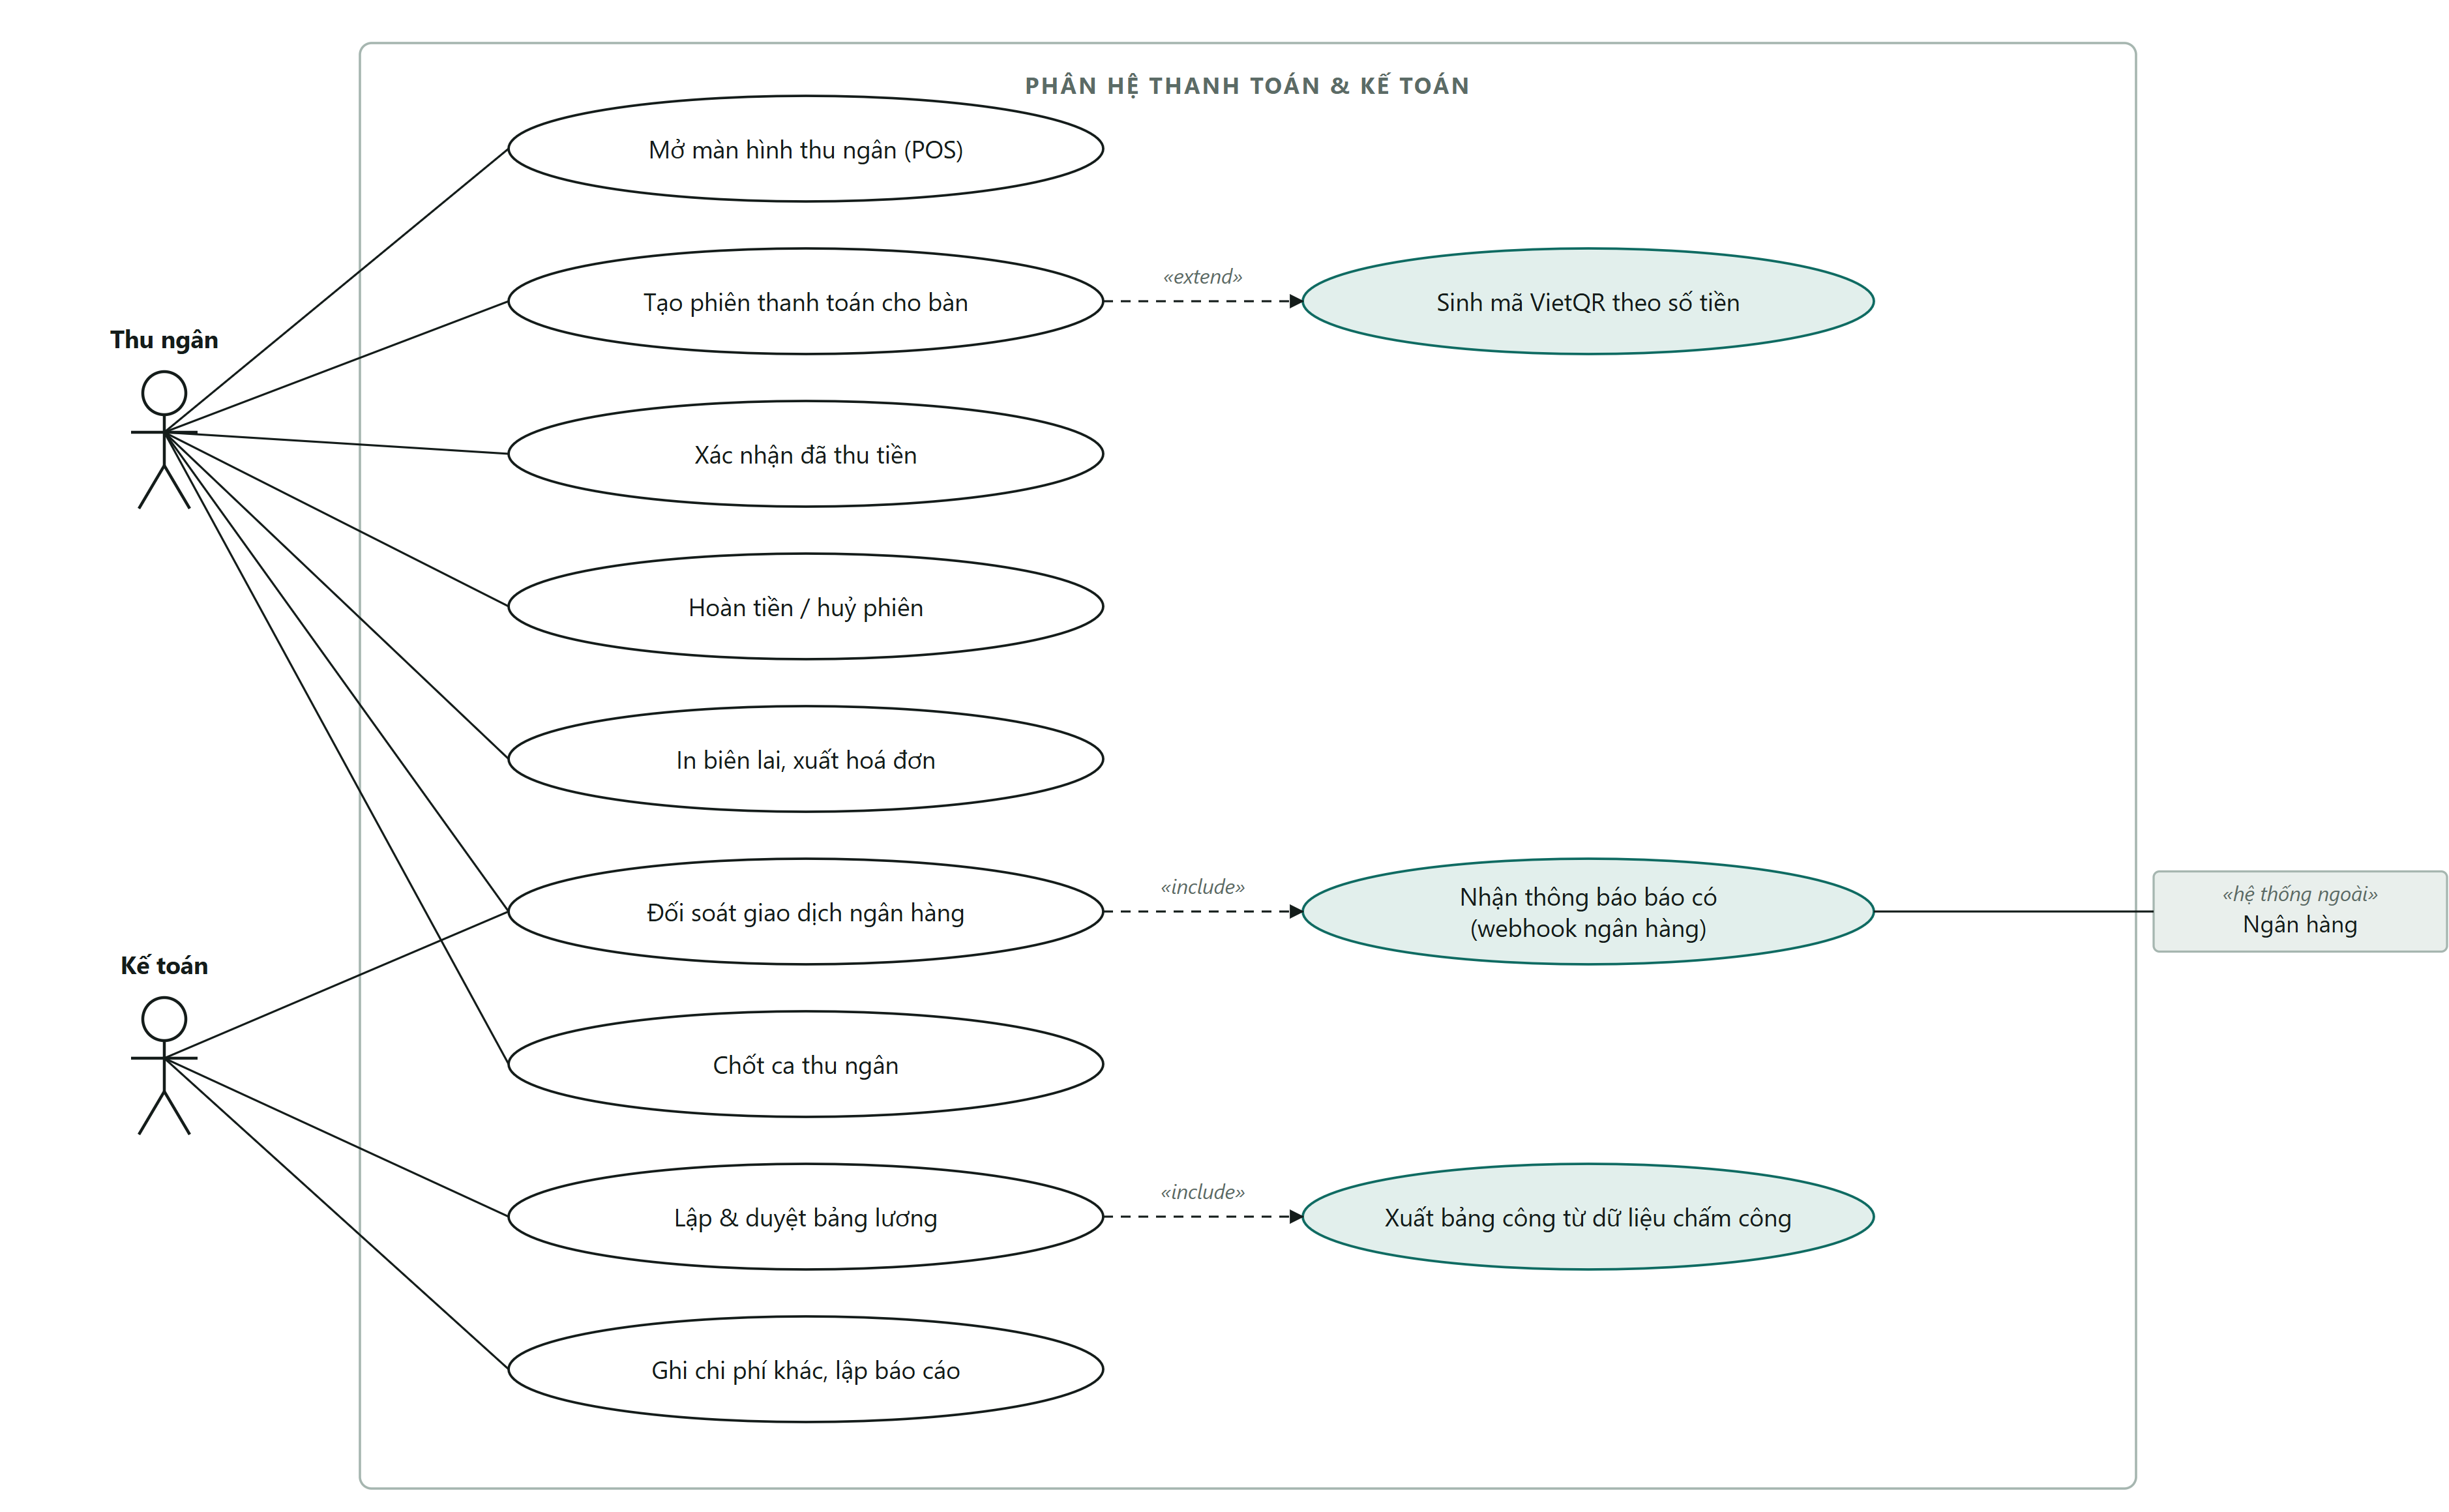 PHÂN HỆ THANH TOÁN & KẾ TOÁN
Mở màn hình thu ngân (POS)
Tạo phiên thanh toán cho bàn
«extend»
Sinh mã VietQR theo số tiền
Thu ngân
Xác nhận đã thu tiền
Hoàn tiền / huỷ phiên
In biên lai, xuất hoá đơn
Đối soát giao dịch ngân hàng
«include»
Nhận thông báo báo có
(webhook ngân hàng)
«hệ thống ngoài»
Ngân hàng
Kế toán
Chốt ca thu ngân
Lập & duyệt bảng lương
«include»
Xuất bảng công từ dữ liệu chấm công
Ghi chi phí khác, lập báo cáo